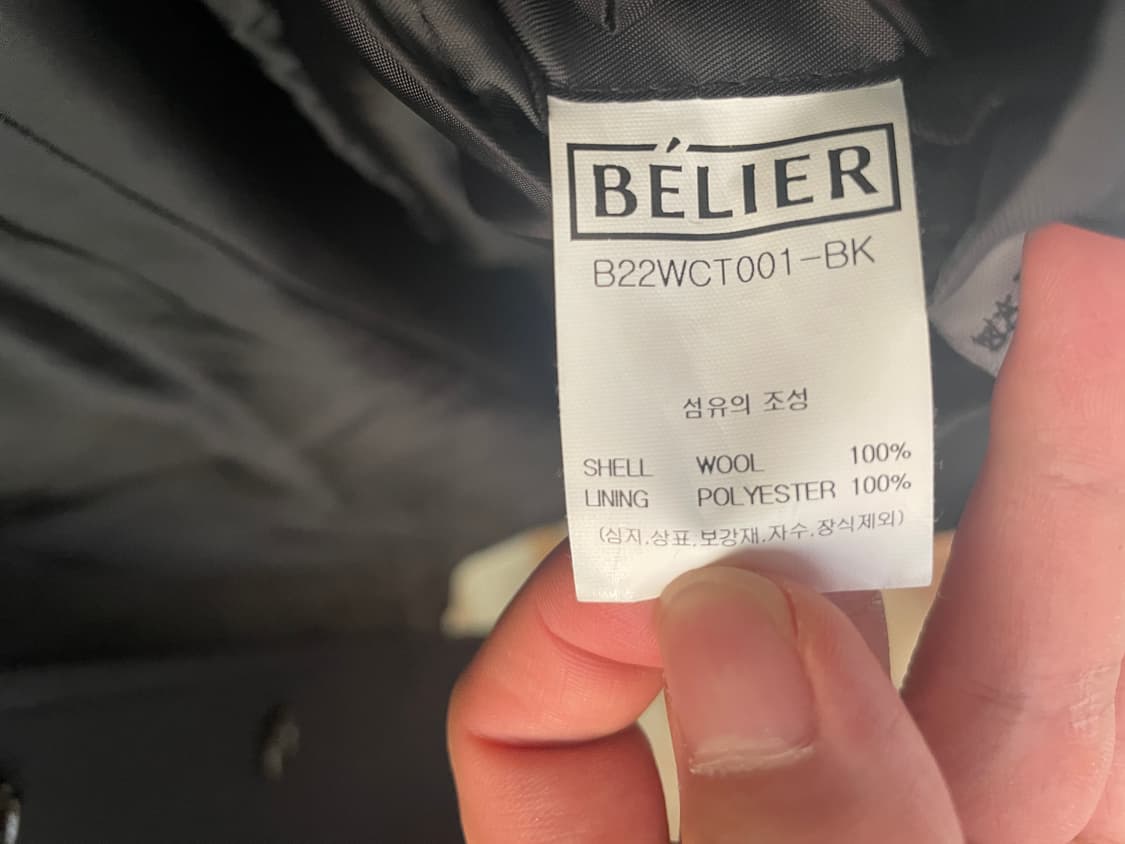 BÉLIER
B22WCT001-BK
섬유의 조성
SHELL WOOL 100%
LINING POLYESTER 100%
(심지.상표.보강재.자수.장식제외)